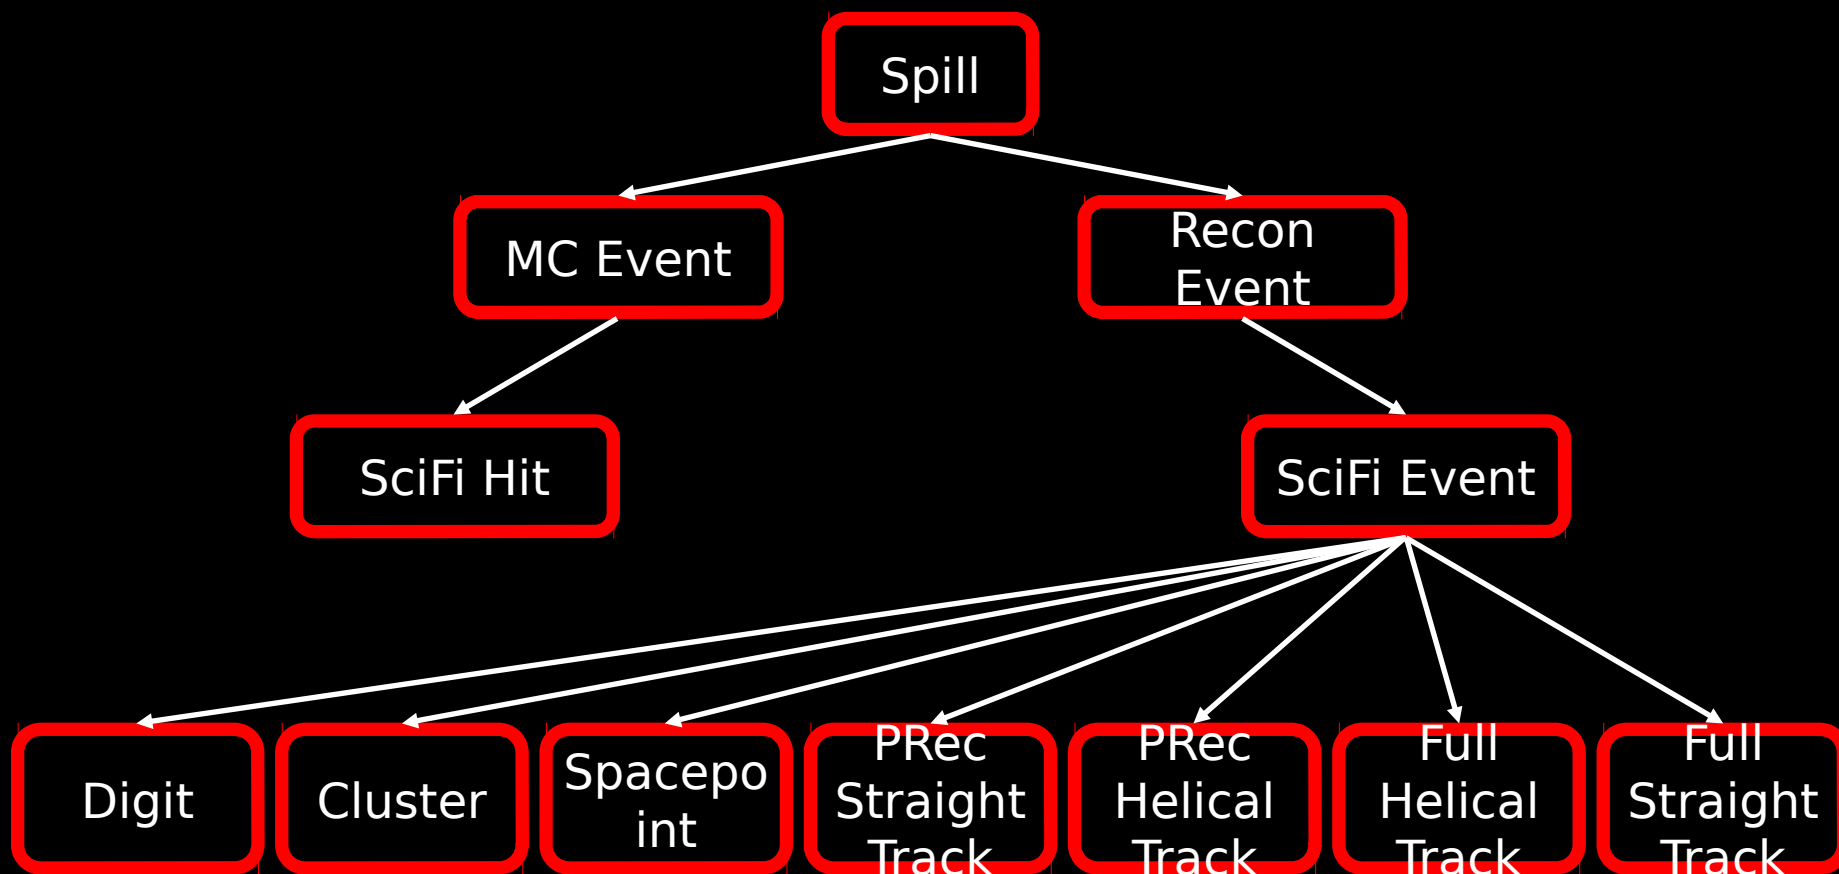 Spill
MC Event
Recon
Event
SciFi Hit
SciFi Event
Digit
Cluster
Spacepo
int
PRec
Straight
Track
PRec
Helical
Track
Full
Helical
Track
Full
Straight
Track